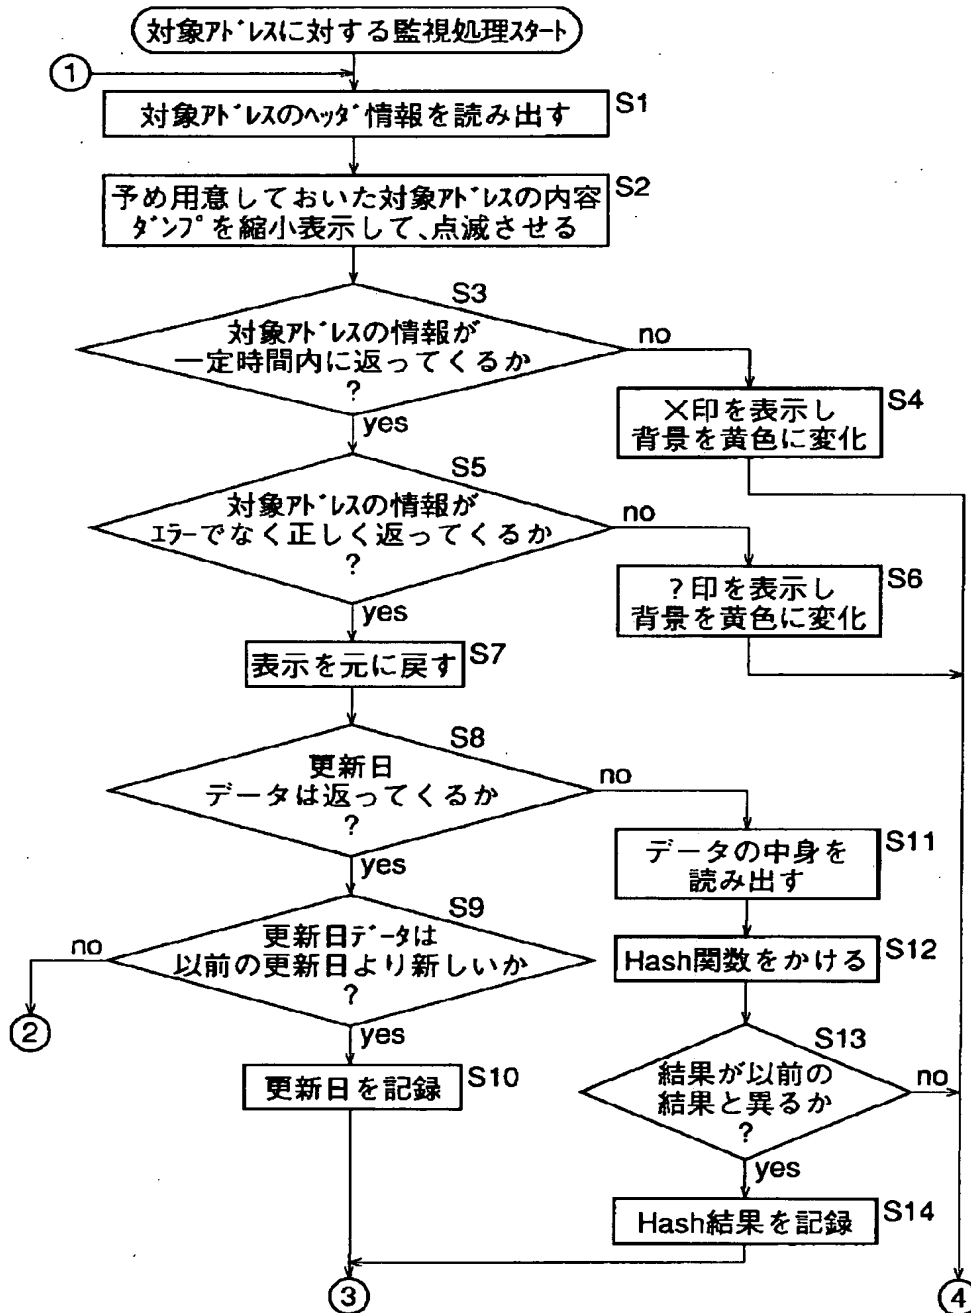 対象アドレスに対する監視処理スタート
1
対象アドレスのヘッダ情報を読み出す
S1
予め用意しておいた対象アドレスの内容
ダンプを縮小表示して、点滅させる
S2
S3
対象アドレスの情報が
一定時間内に返ってくるか
?
no
yes
×印を表示し
背景を黄色に変化
S4
S5
対象アドレスの情報が
エラーでなく正しく返ってくるか
?
no
yes
?印を表示し
背景を黄色に変化
S6
表示を元に戻す
S7
S8
更新日
データは返ってくるか
?
no
yes
データの中身を
読み出す
S11
S9
更新日データは
以前の更新日より新しいか
?
no
yes
2
Hash関数をかける
S12
更新日を記録
S10
S13
結果が以前の
結果と異るか
?
no
yes
Hash結果を記録
S14
3
4